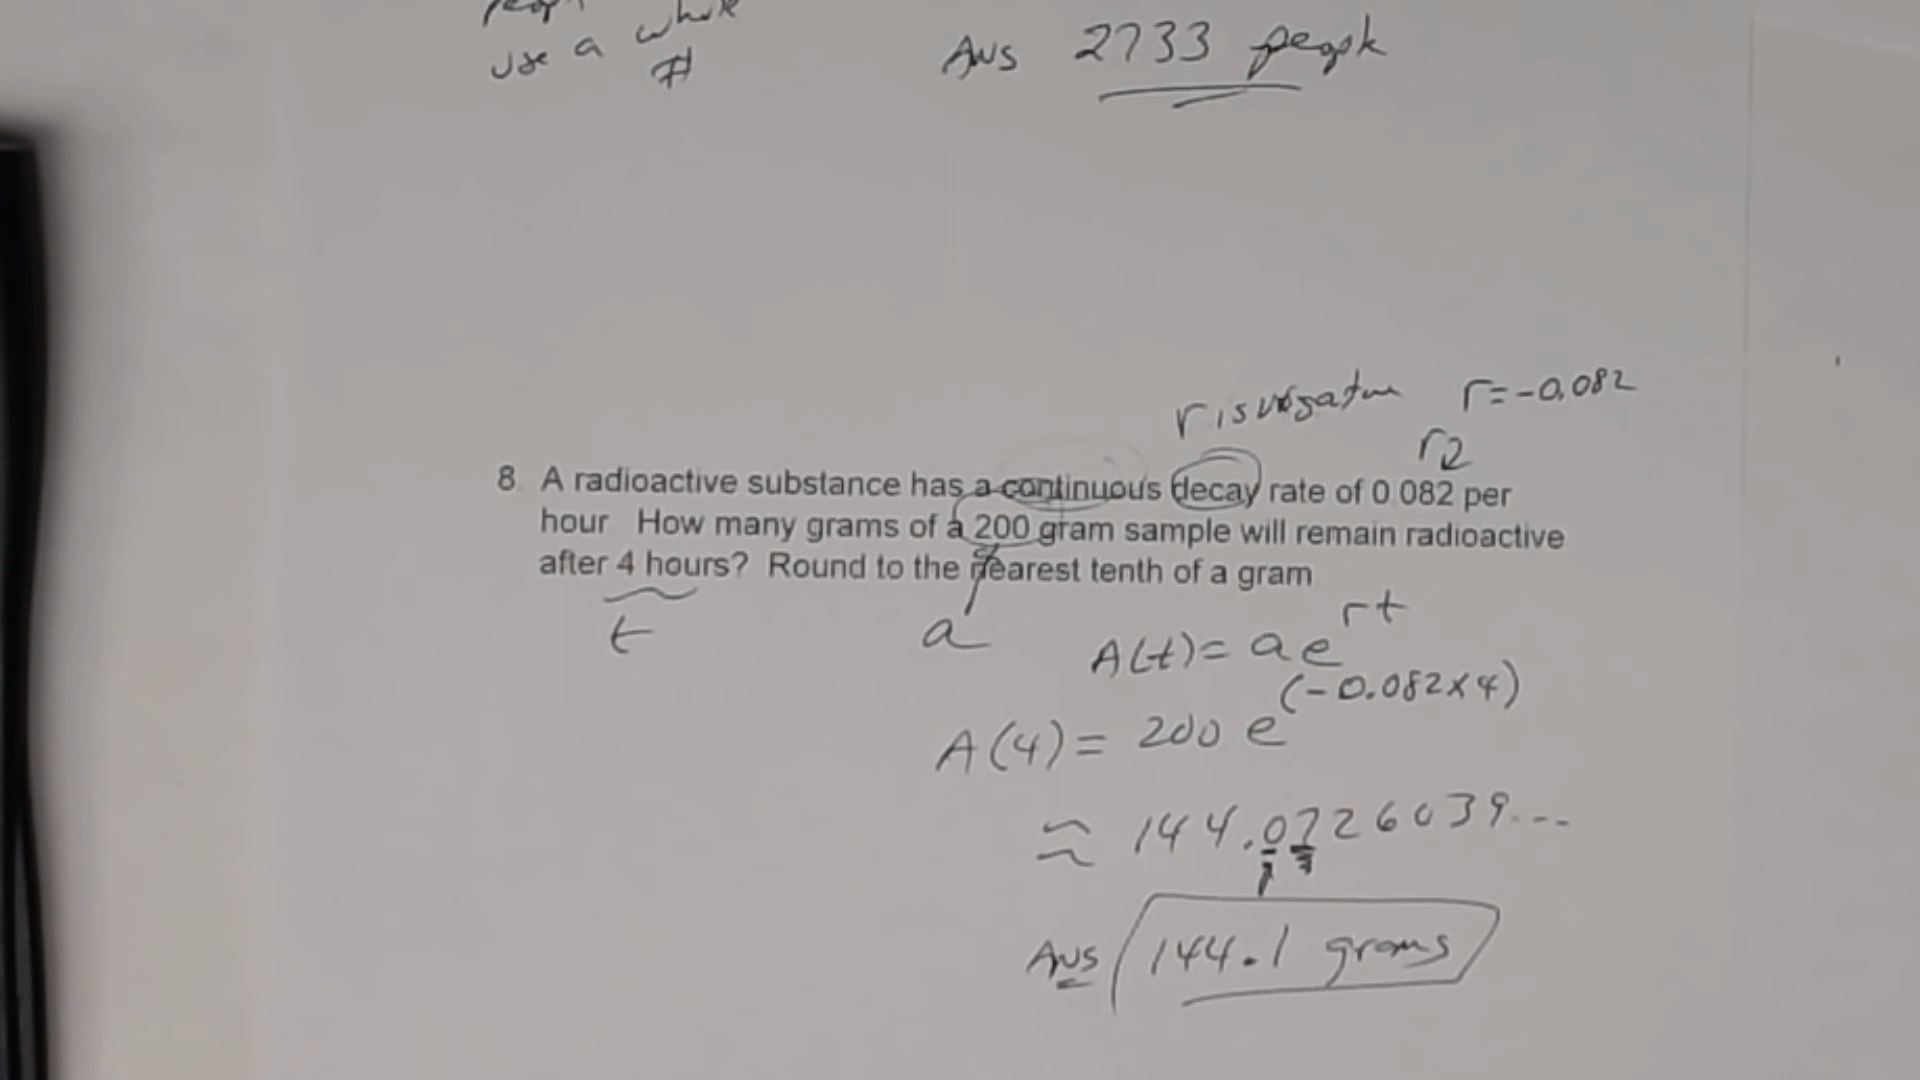 use a whole
#
Ans 2733 people
r is negative r=-0.082
r2
8 A radioactive substance has a continuous decay rate of 0 082 per
hour How many grams of a 200 gram sample will remain radioactive
after 4 hours? Round to the nearest tenth of a gram
t a
A(t)= ae^rt
A(4)= 200 e^(-0.082×4)
≈ 144.0726039...
Ans 144.1 grams